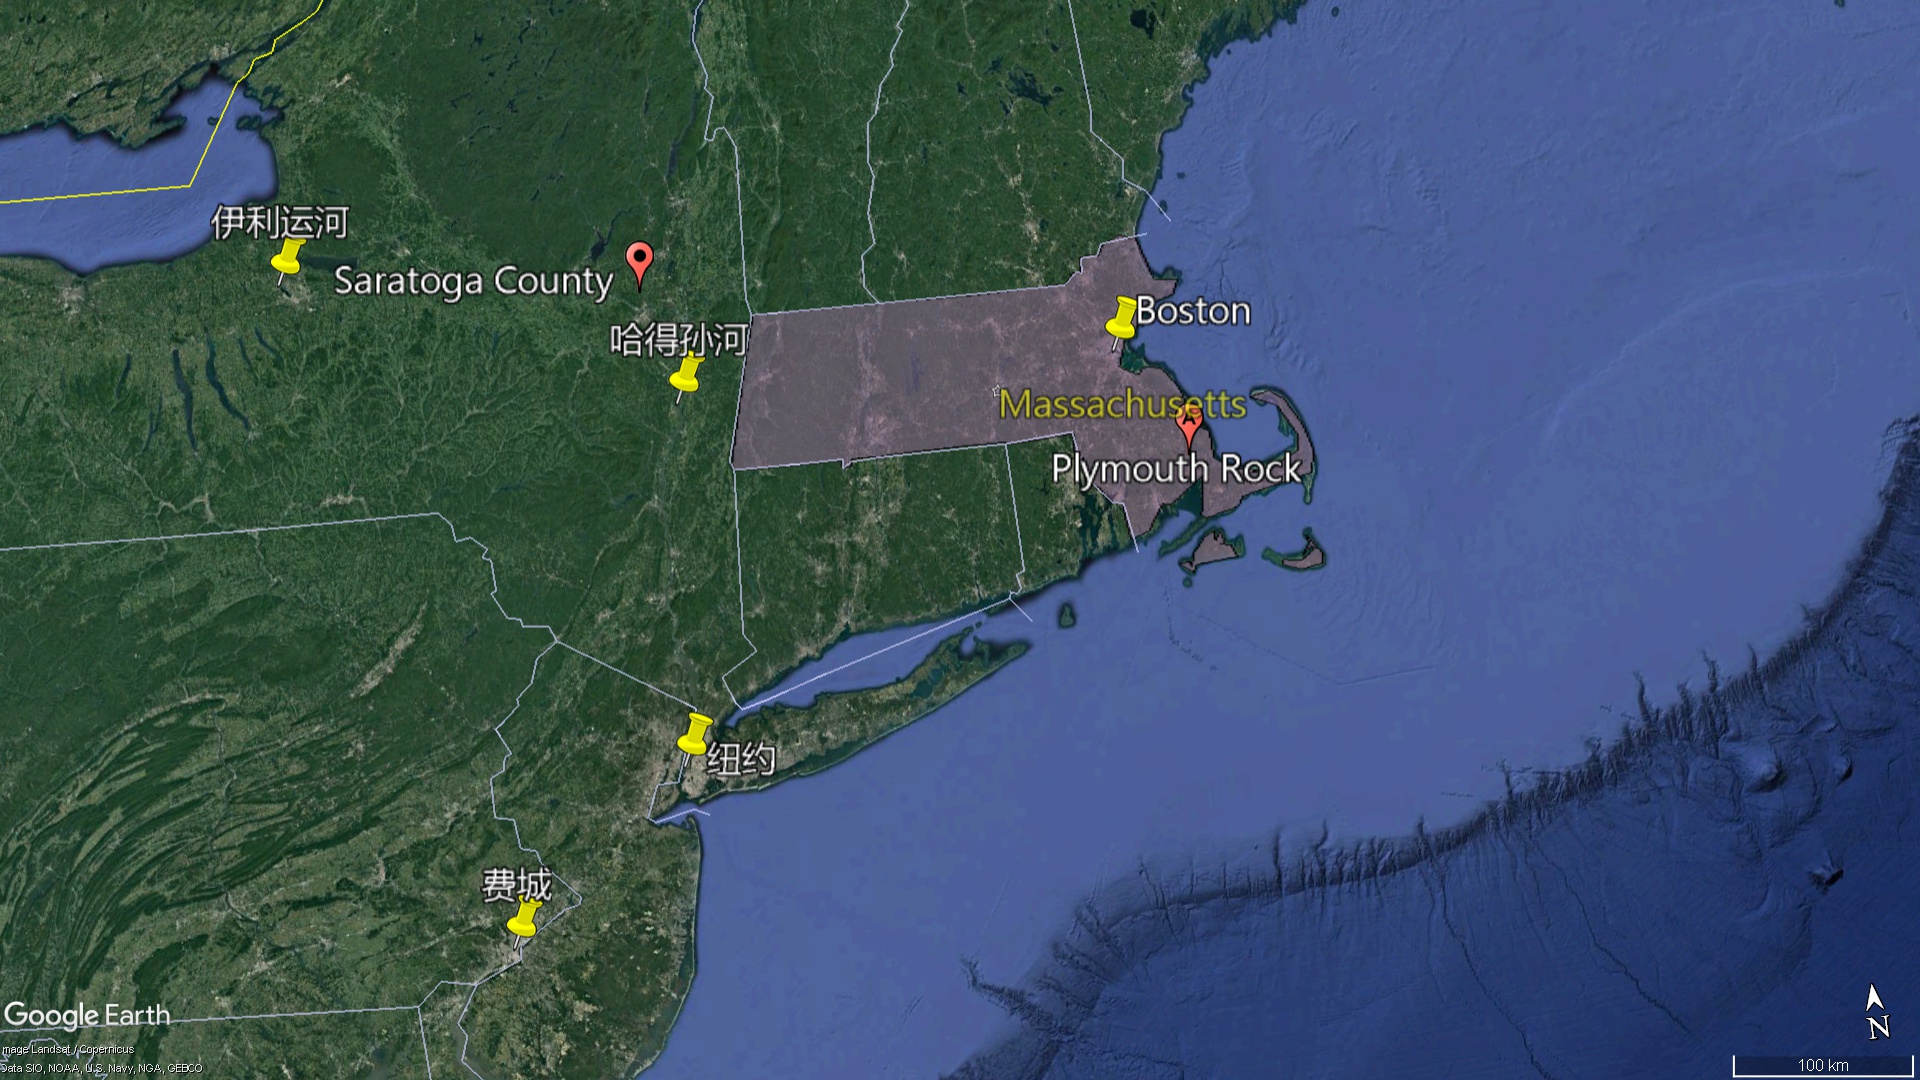 伊利运河
Saratoga County
哈得孙河
Boston
Massachusetts
A
Plymouth Rock
纽约
费城
Google Earth
mage Landsat / Copernicus
Data SIO, NOAA, U.S. Navy, NGA, GEBCO
N
100 km